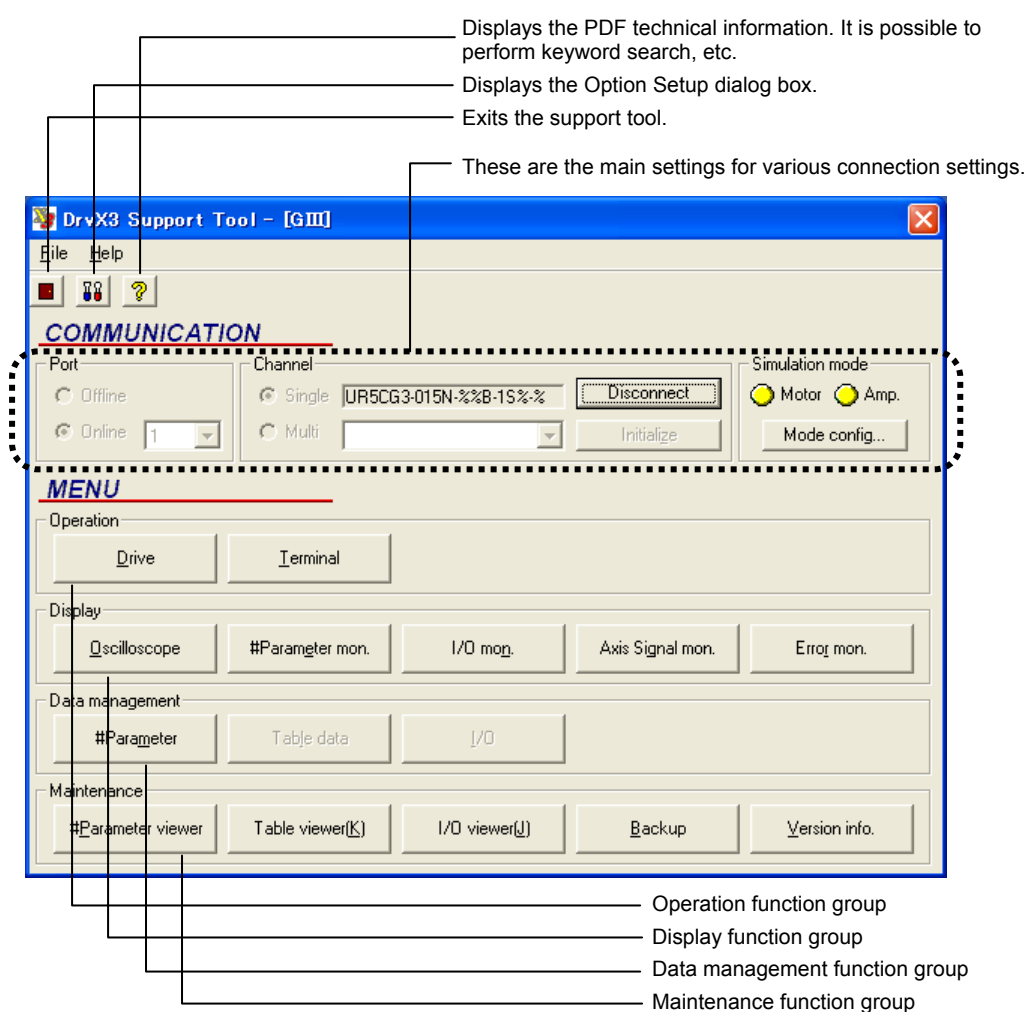 Displays the PDF technical information. It is possible to
perform keyword search, etc.
Displays the Option Setup dialog box.
Exits the support tool.
These are the main settings for various connection settings.
DrvX3 Support Tool - [GIII]
File Help
COMMUNICATION
Port Channel Simulation mode
Offline Single UR5CG3-015N-%%B-1S%-% Disconnect Motor Amp.
Online 1 Multi Initialize Mode config...
MENU
Operation
Drive Terminal
Display
Oscilloscope #Parameter mon. I/O mon. Axis Signal mon. Error mon.
Data management
#Parameter Table data I/O
Maintenance
#Parameter viewer Table viewer(K) I/O viewer(J) Backup Version info.
Operation function group
Display function group
Data management function group
Maintenance function group